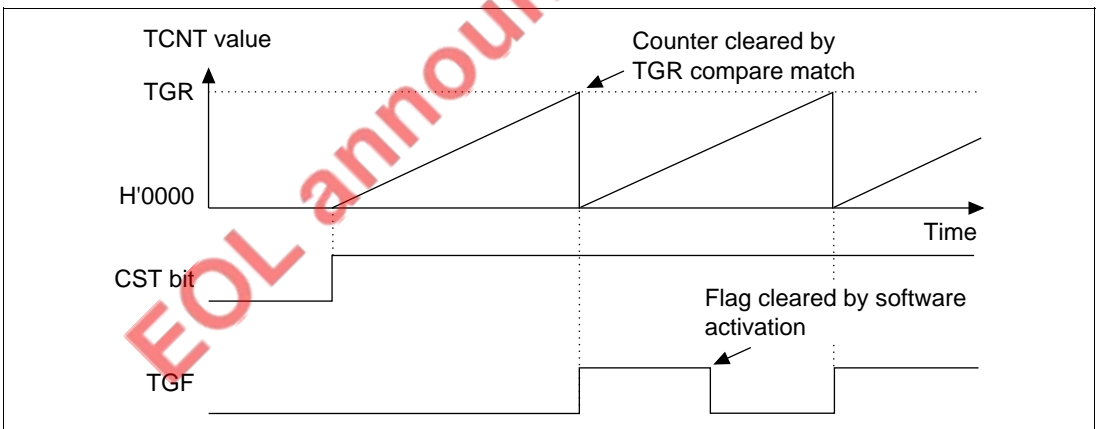 TCNT value
Counter cleared by
TGR compare match
TGR
H'0000
Time
CST bit
Flag cleared by software
activation
TGF
EOL announ